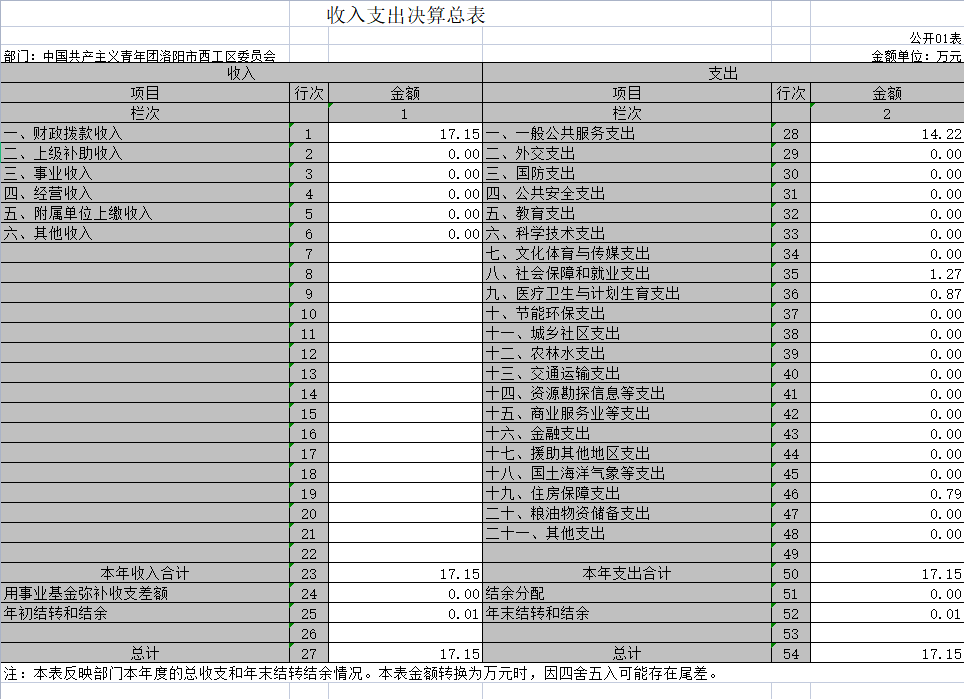 收入支出决算总表
公开01表
部门：中国共产主义青年团洛阳市西工区委员会 金额单位：万元
收入 支出
项目 行次 金额 项目 行次 金额
栏次 1 栏次 2
一、财政拨款收入 1 17.15 一、一般公共服务支出 28 14.22
二、上级补助收入 2 0.00 二、外交支出 29 0.00
三、事业收入 3 0.00 三、国防支出 30 0.00
四、经营收入 4 0.00 四、公共安全支出 31 0.00
五、附属单位上缴收入 5 0.00 五、教育支出 32 0.00
六、其他收入 6 0.00 六、科学技术支出 33 0.00
7 七、文化体育与传媒支出 34 0.00
8 八、社会保障和就业支出 35 1.27
9 九、医疗卫生与计划生育支出 36 0.87
10 十、节能环保支出 37 0.00
11 十一、城乡社区支出 38 0.00
12 十二、农林水支出 39 0.00
13 十三、交通运输支出 40 0.00
14 十四、资源勘探信息等支出 41 0.00
15 十五、商业服务业等支出 42 0.00
16 十六、金融支出 43 0.00
17 十七、援助其他地区支出 44 0.00
18 十八、国土海洋气象等支出 45 0.00
19 十九、住房保障支出 46 0.79
20 二十、粮油物资储备支出 47 0.00
21 二十一、其他支出 48 0.00
22 49
本年收入合计 23 17.15 本年支出合计 50 17.15
用事业基金弥补收支差额 24 0.00 结余分配 51 0.00
年初结转和结余 25 0.01 年末结转和结余 52 0.01
26 53
总计 27 17.15 总计 54 17.15
注：本表反映部门本年度的总收支和年末结转结余情况。本表金额转换为万元时，因四舍五入可能存在尾差。